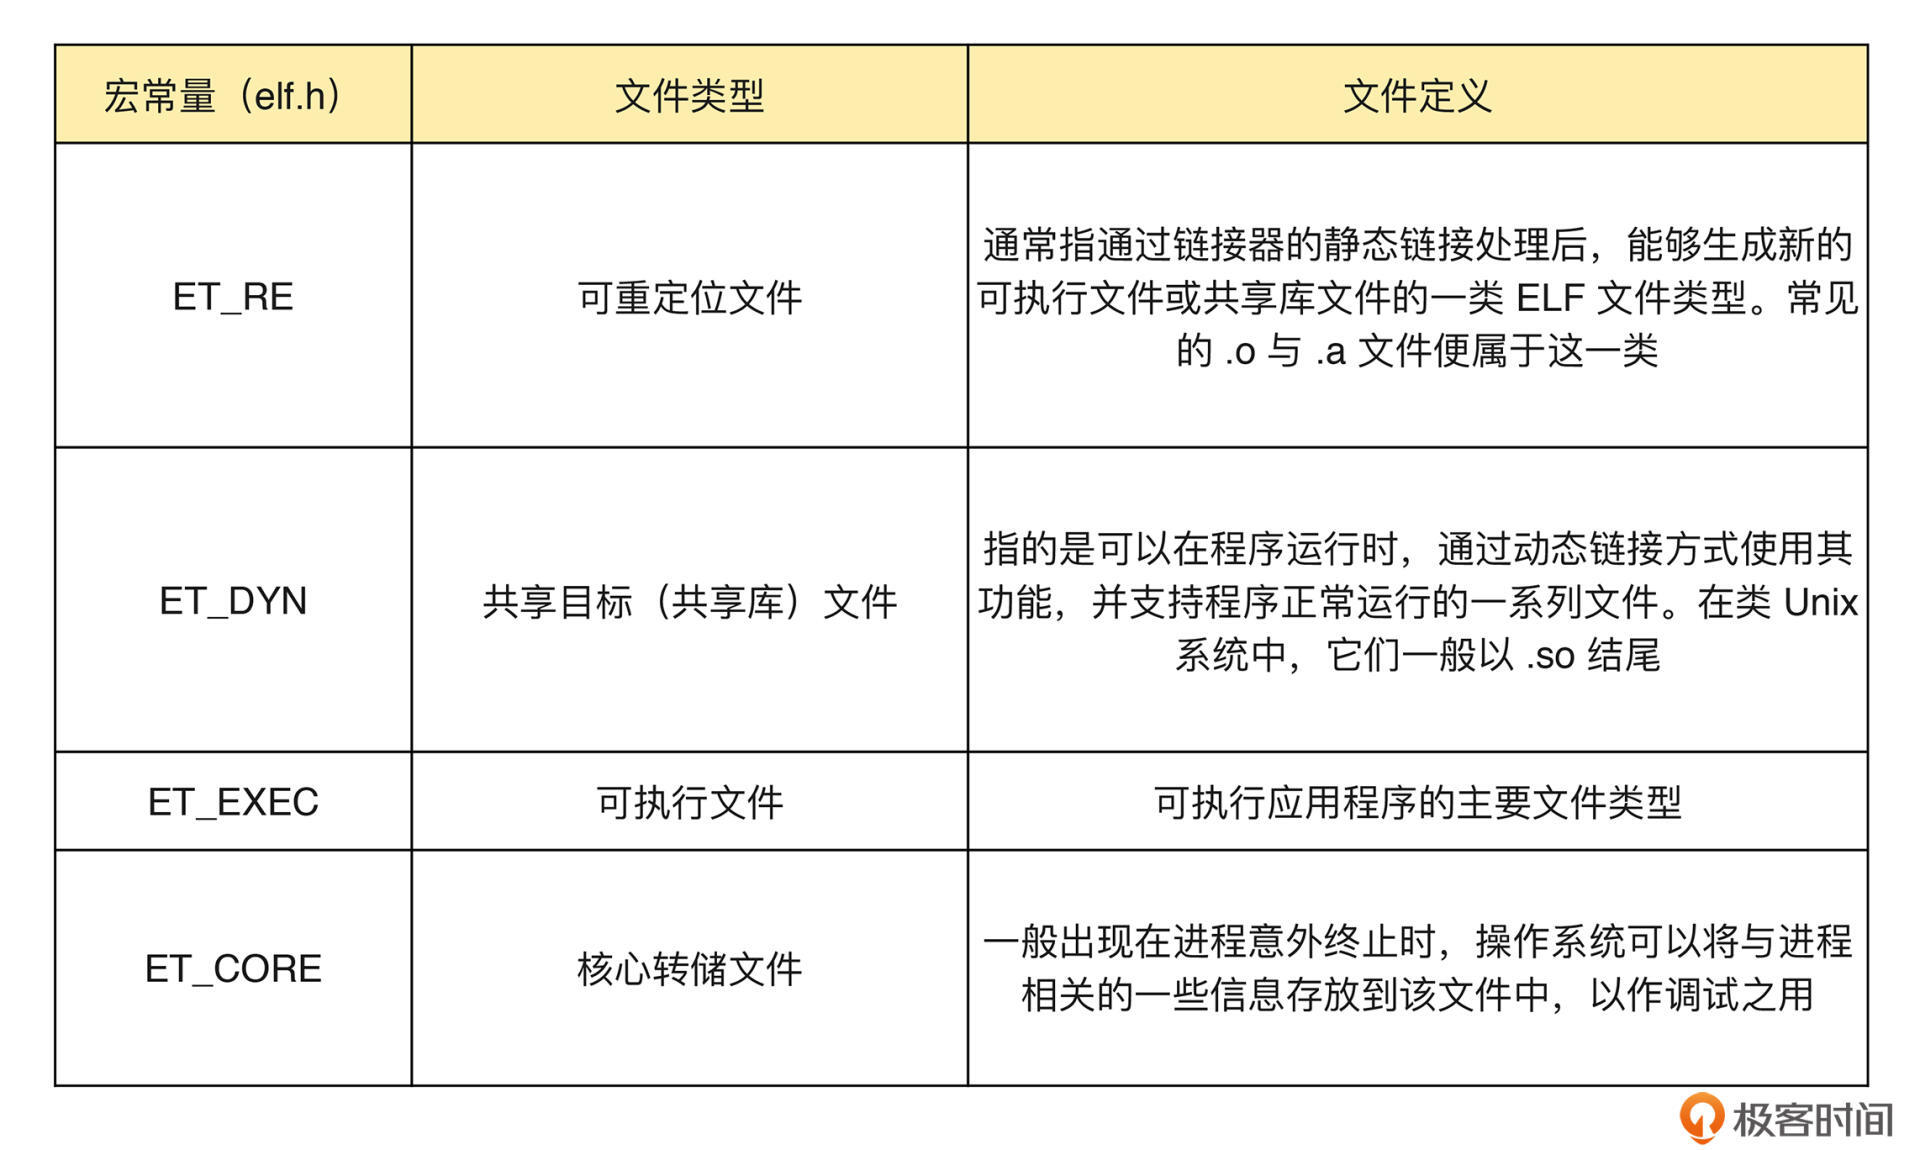 宏常量（elf.h）
文件类型
文件定义
ET_RE
可重定位文件
通常指通过链接器的静态链接处理后，能够生成新的
可执行文件或共享库文件的一类 ELF 文件类型。常见
的 .o 与 .a 文件便属于这一类
ET_DYN
共享目标（共享库）文件
指的是可以在程序运行时，通过动态链接方式使用其
功能，并支持程序正常运行的一系列文件。在类 Unix
系统中，它们一般以 .so 结尾
ET_EXEC
可执行文件
可执行应用程序的主要文件类型
ET_CORE
核心转储文件
一般出现在进程意外终止时，操作系统可以将与进程
相关的一些信息存放到该文件中，以作调试之用
极客时间